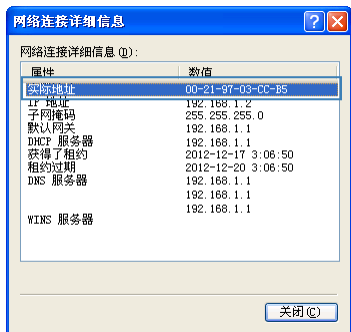 网络连接详细信息
网络连接详细信息(D):
属性 数值
实际地址 00-21-97-03-CC-B5
IP 地址 192.168.1.2
子网掩码 255.255.255.0
默认网关 192.168.1.1
DHCP 服务器 192.168.1.1
获得了租约 2012-12-17 3:06:50
租约过期 2012-12-20 3:06:50
DNS 服务器 192.168.1.1
192.168.1.1
192.168.1.1
WINS 服务器
关闭(C)